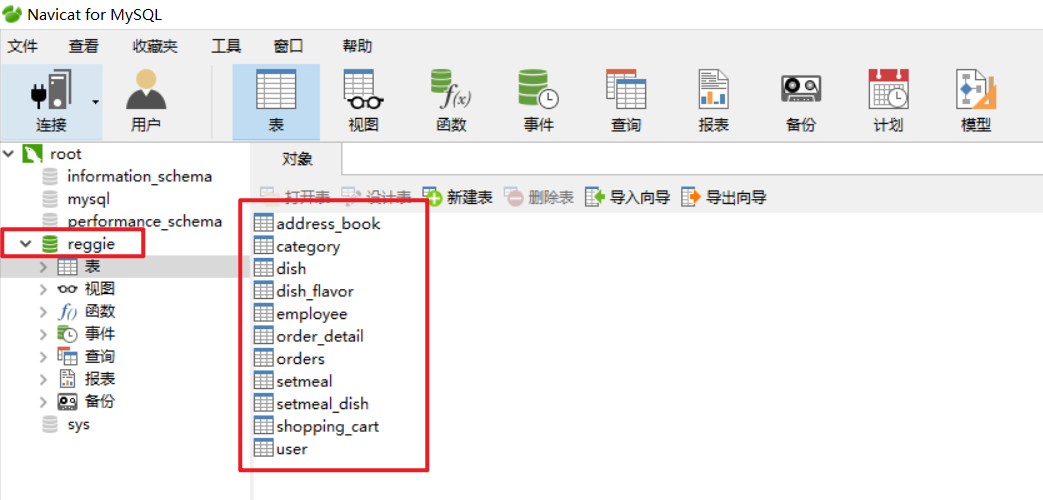 Navicat for MySQL
文件 查看 收藏夹 工具 窗口 帮助
连接 用户 表 视图 函数 事件 查询 报表 备份 计划 模型
f(x)
root
information_schema
mysql
performance_schema
reggie
表
视图
f() 函数
事件
查询
报表
备份
sys
对象
打开表 设计表 新建表 删除表 导入向导 导出向导
address_book
category
dish
dish_flavor
employee
order_detail
orders
setmeal
setmeal_dish
shopping_cart
user